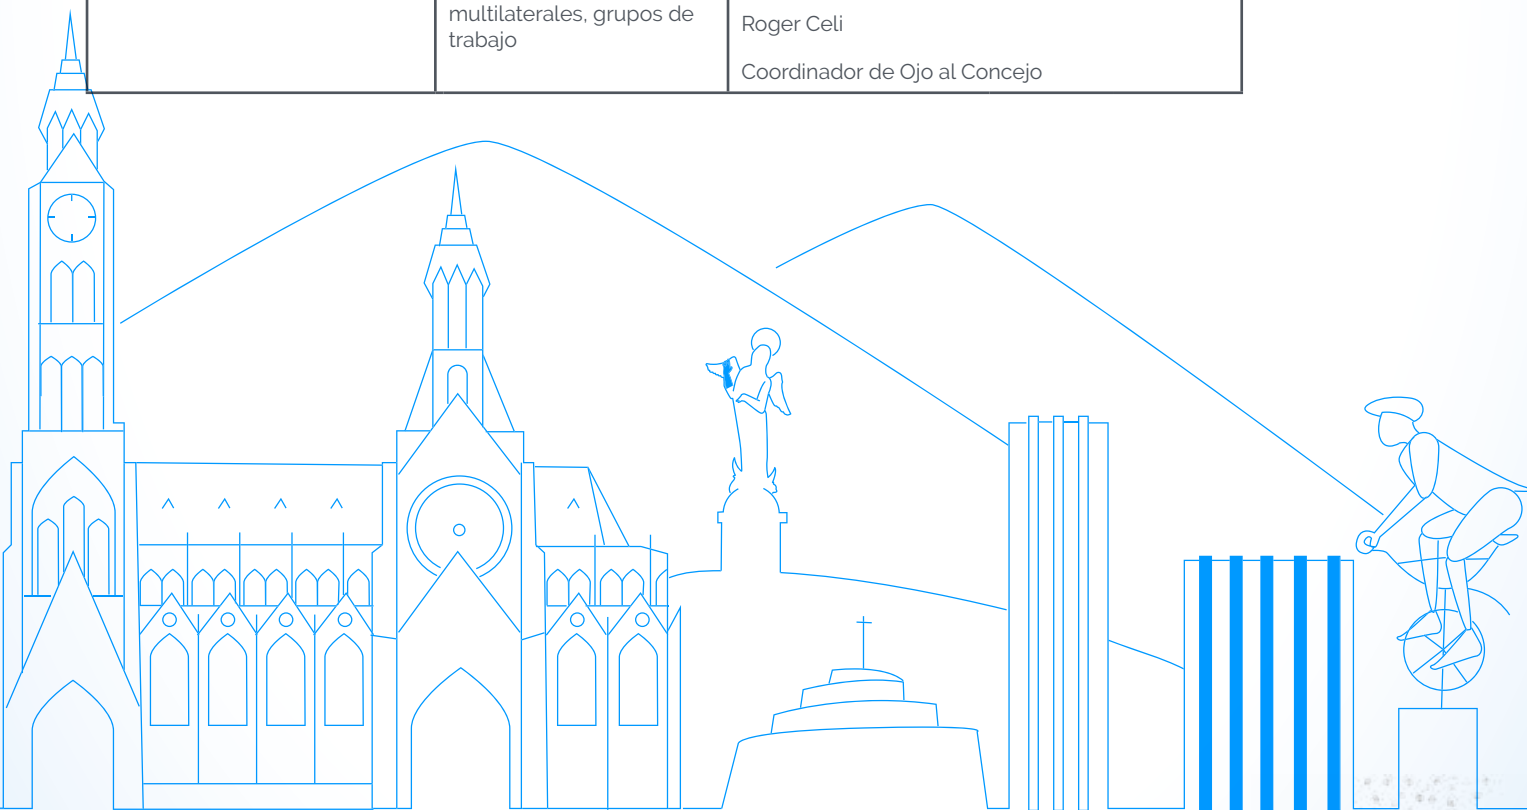 multilaterales, grupos de
trabajo
Roger Celi
Coordinador de Ojo al Concejo